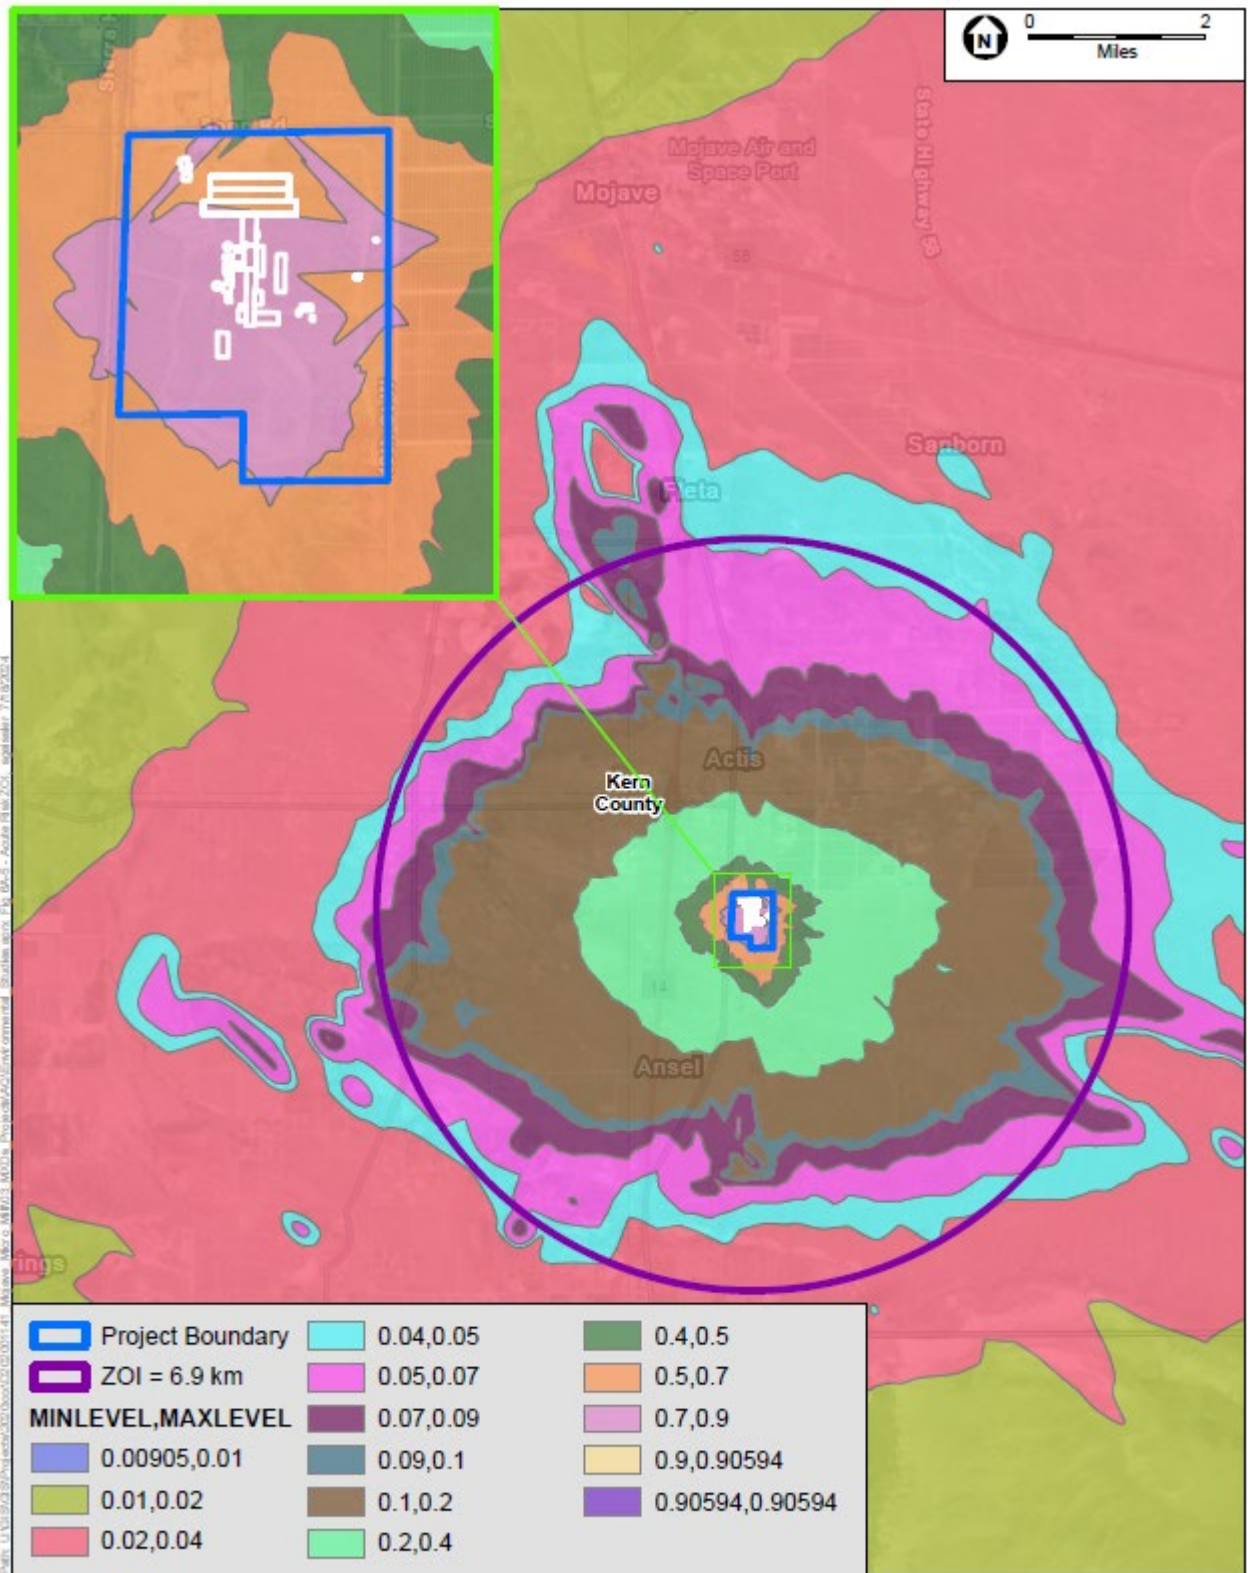 N
0
2
Miles
Mojave Air and
Space Port
Mojave
State Highway 58
58
Sanborn
Fleta
Actis
Kern
County
14
Ansel
Project Boundary
ZOI = 6.9 km
MINLEVEL,MAXLEVEL
0.00905,0.01
0.01,0.02
0.02,0.04
0.04,0.05
0.05,0.07
0.07,0.09
0.09,0.1
0.1,0.2
0.2,0.4
0.4,0.5
0.5,0.7
0.7,0.9
0.9,0.90594
0.90594,0.90594